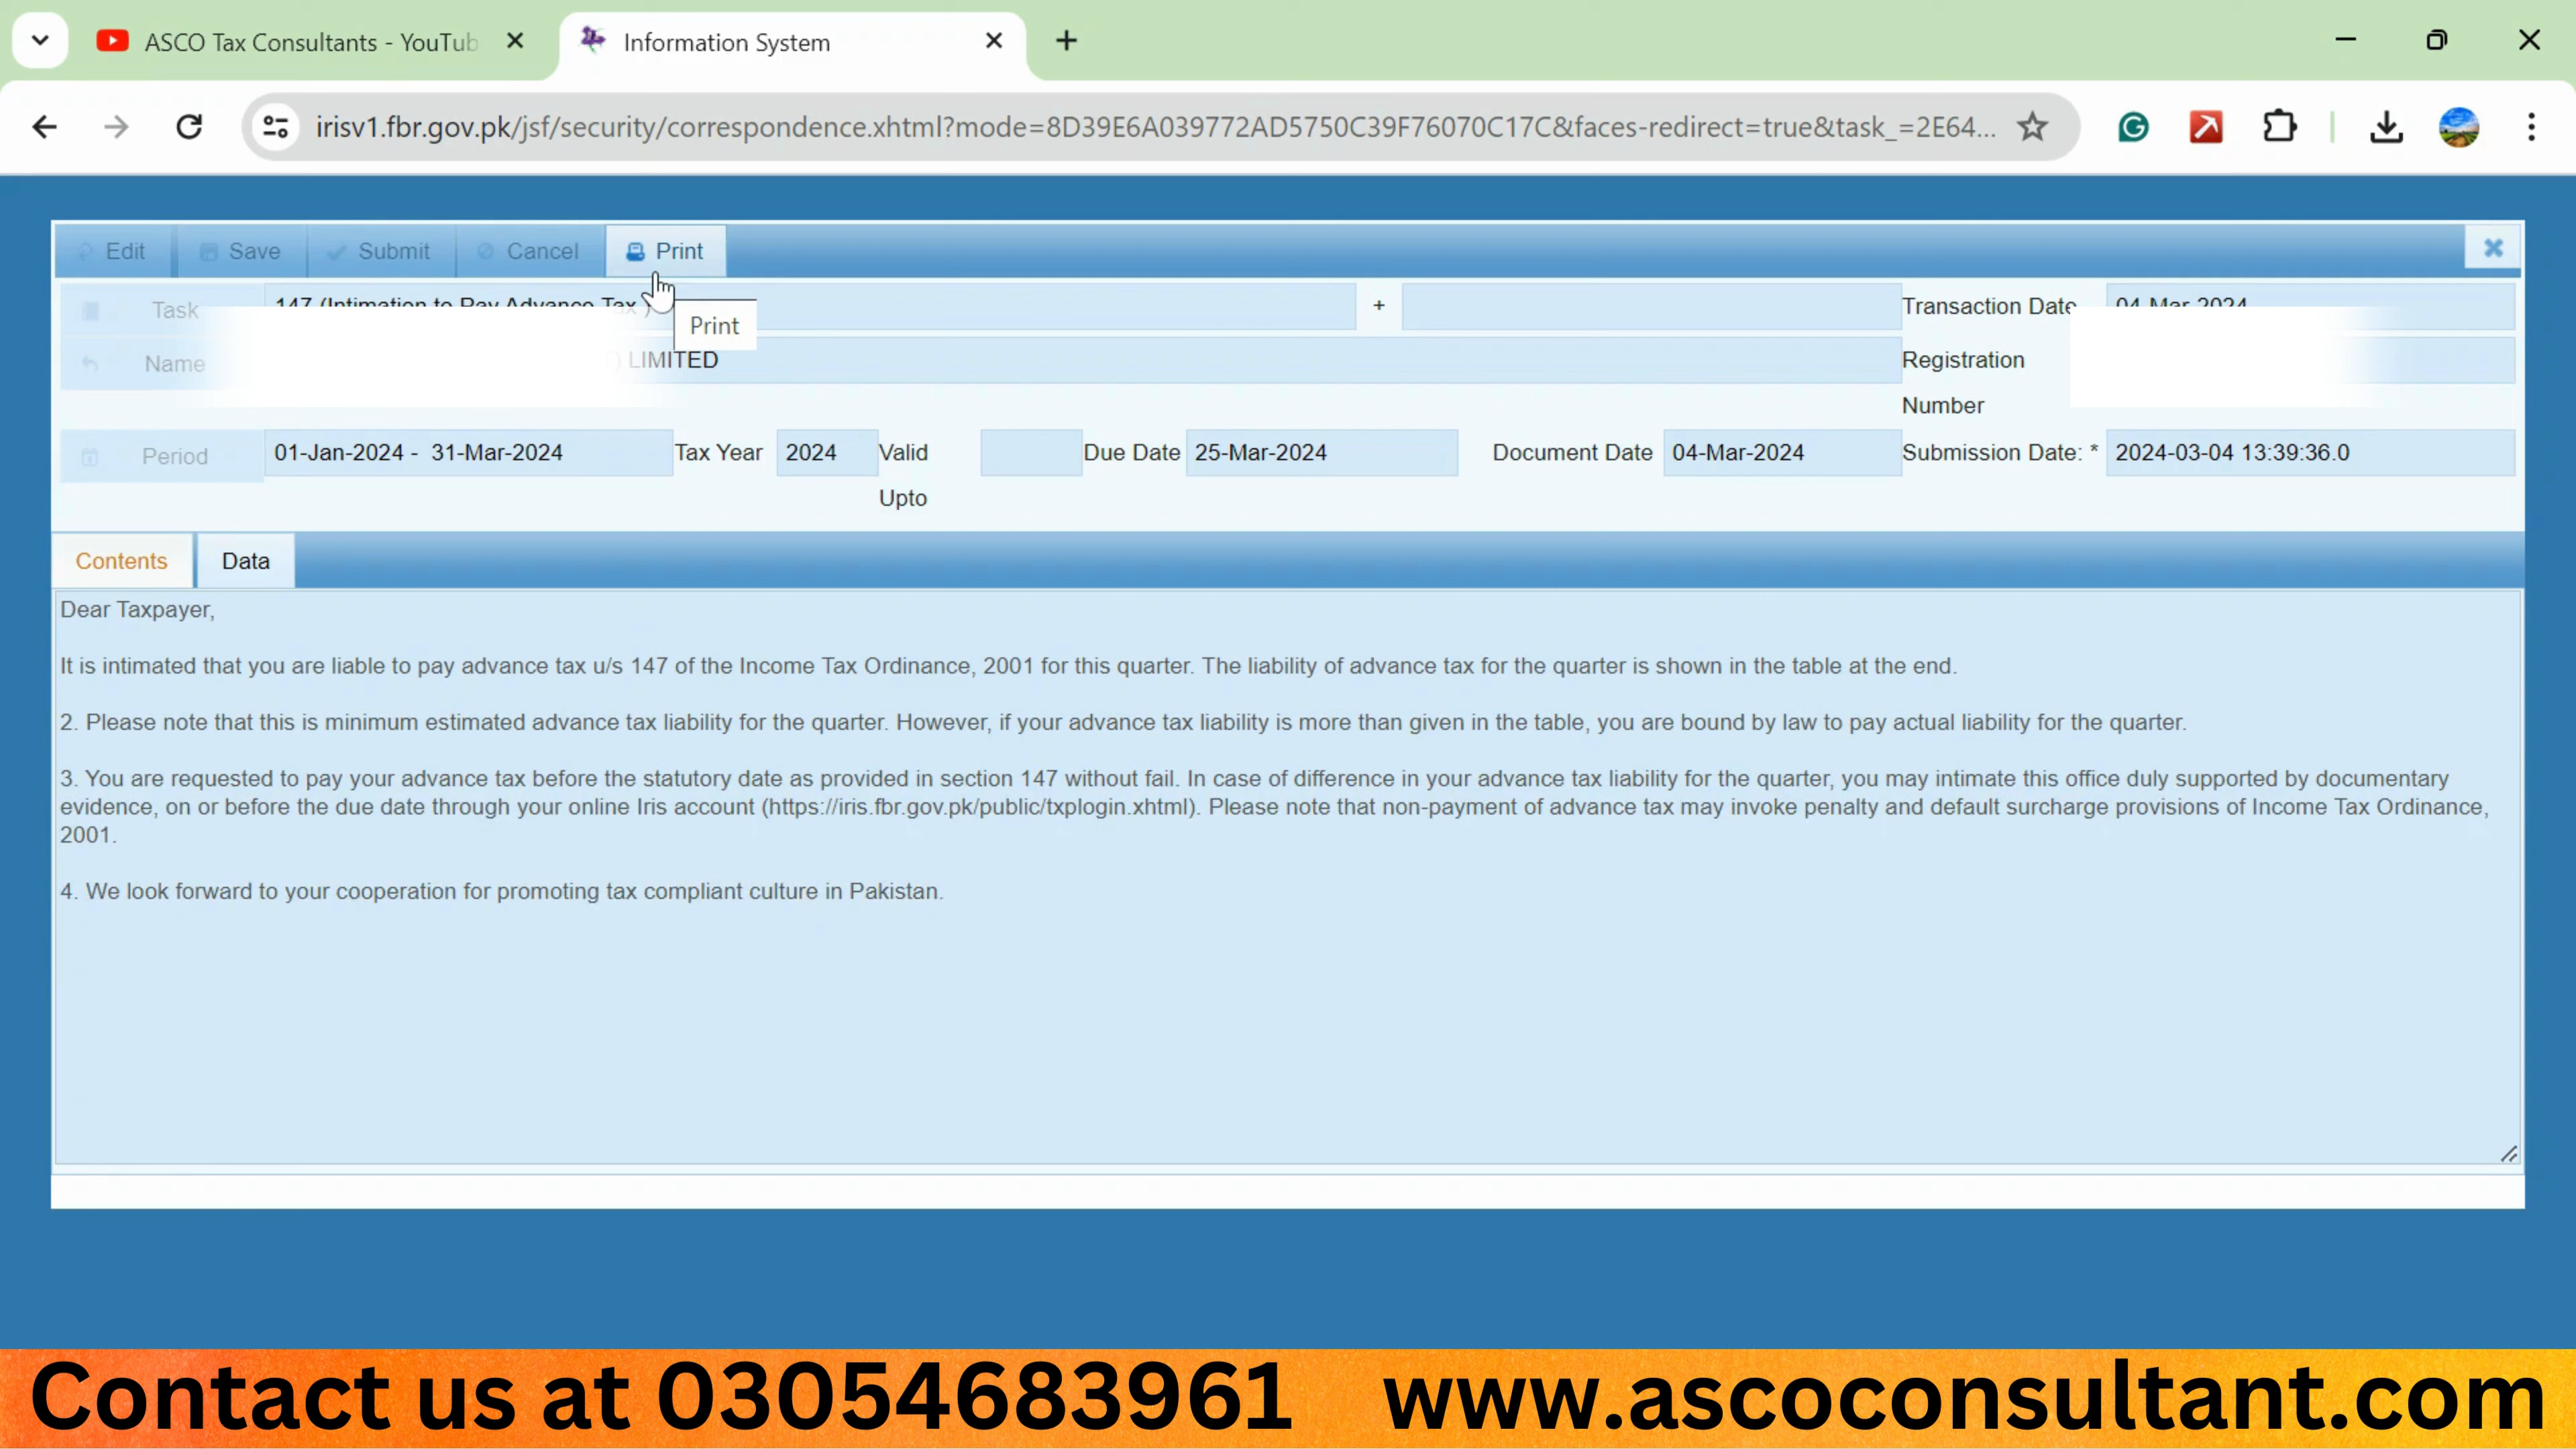 ASCO Tax Consultants - YouTub
Information System
irisv1.fbr.gov.pk/jsf/security/correspondence.xhtml?mode=8D39E6A039772AD5750C39F76070C17C&faces-redirect=true&task_=2E64...
Edit Save Submit Cancel Print
Task 147 (Intimation to Pay Advance Tax ) + Transaction Date 04-Mar-2024
Print
Name ) LIMITED Registration
Number
Period 01-Jan-2024 - 31-Mar-2024 Tax Year 2024 Valid Due Date 25-Mar-2024 Document Date 04-Mar-2024 Submission Date: * 2024-03-04 13:39:36.0
Upto
Contents Data
Dear Taxpayer,
It is intimated that you are liable to pay advance tax u/s 147 of the Income Tax Ordinance, 2001 for this quarter. The liability of advance tax for the quarter is shown in the table at the end.
2. Please note that this is minimum estimated advance tax liability for the quarter. However, if your advance tax liability is more than given in the table, you are bound by law to pay actual liability for the quarter.
3. You are requested to pay your advance tax before the statutory date as provided in section 147 without fail. In case of difference in your advance tax liability for the quarter, you may intimate this office duly supported by documentary
evidence, on or before the due date through your online Iris account (https://iris.fbr.gov.pk/public/txplogin.xhtml). Please note that non-payment of advance tax may invoke penalty and default surcharge provisions of Income Tax Ordinance,
2001.
4. We look forward to your cooperation for promoting tax compliant culture in Pakistan.
Contact us at 03054683961 www.ascoconsultant.com